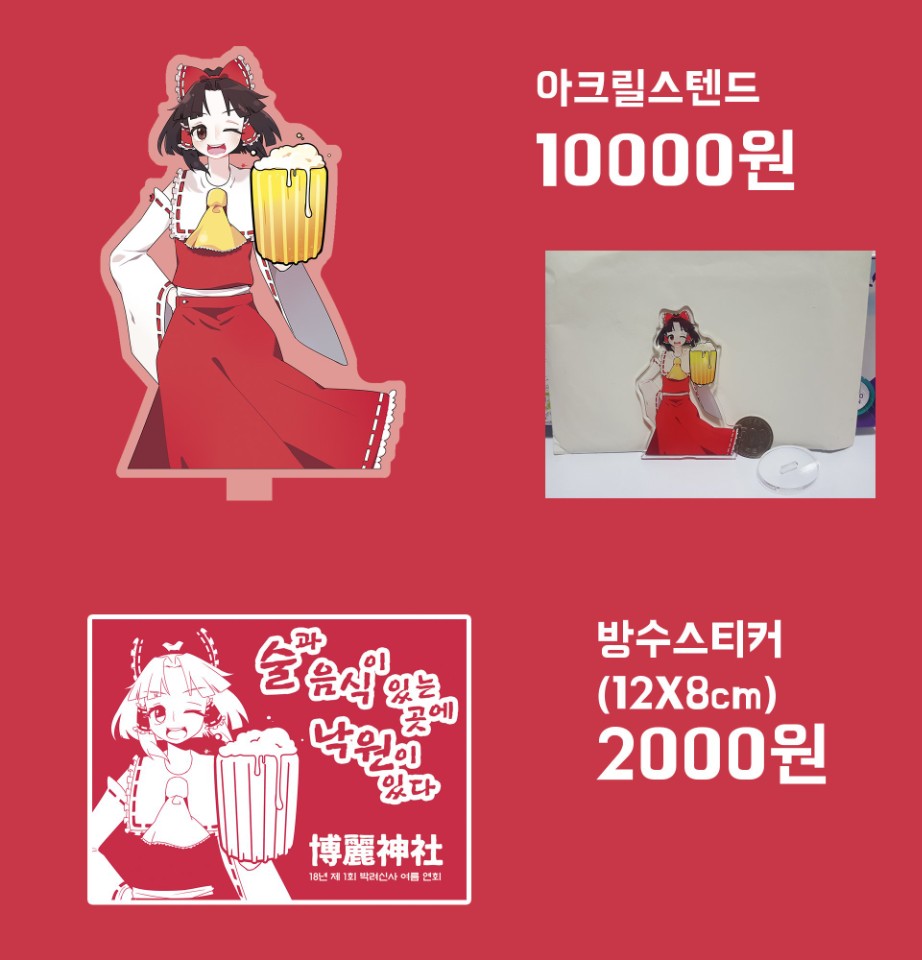 아크릴스텐드
10000원
방수스티커
(12X8cm)
2000원
술과
음식이
있는
곳에
낙원이
있다
博麗神社
18년 제 1회 박려신사 여름 연회